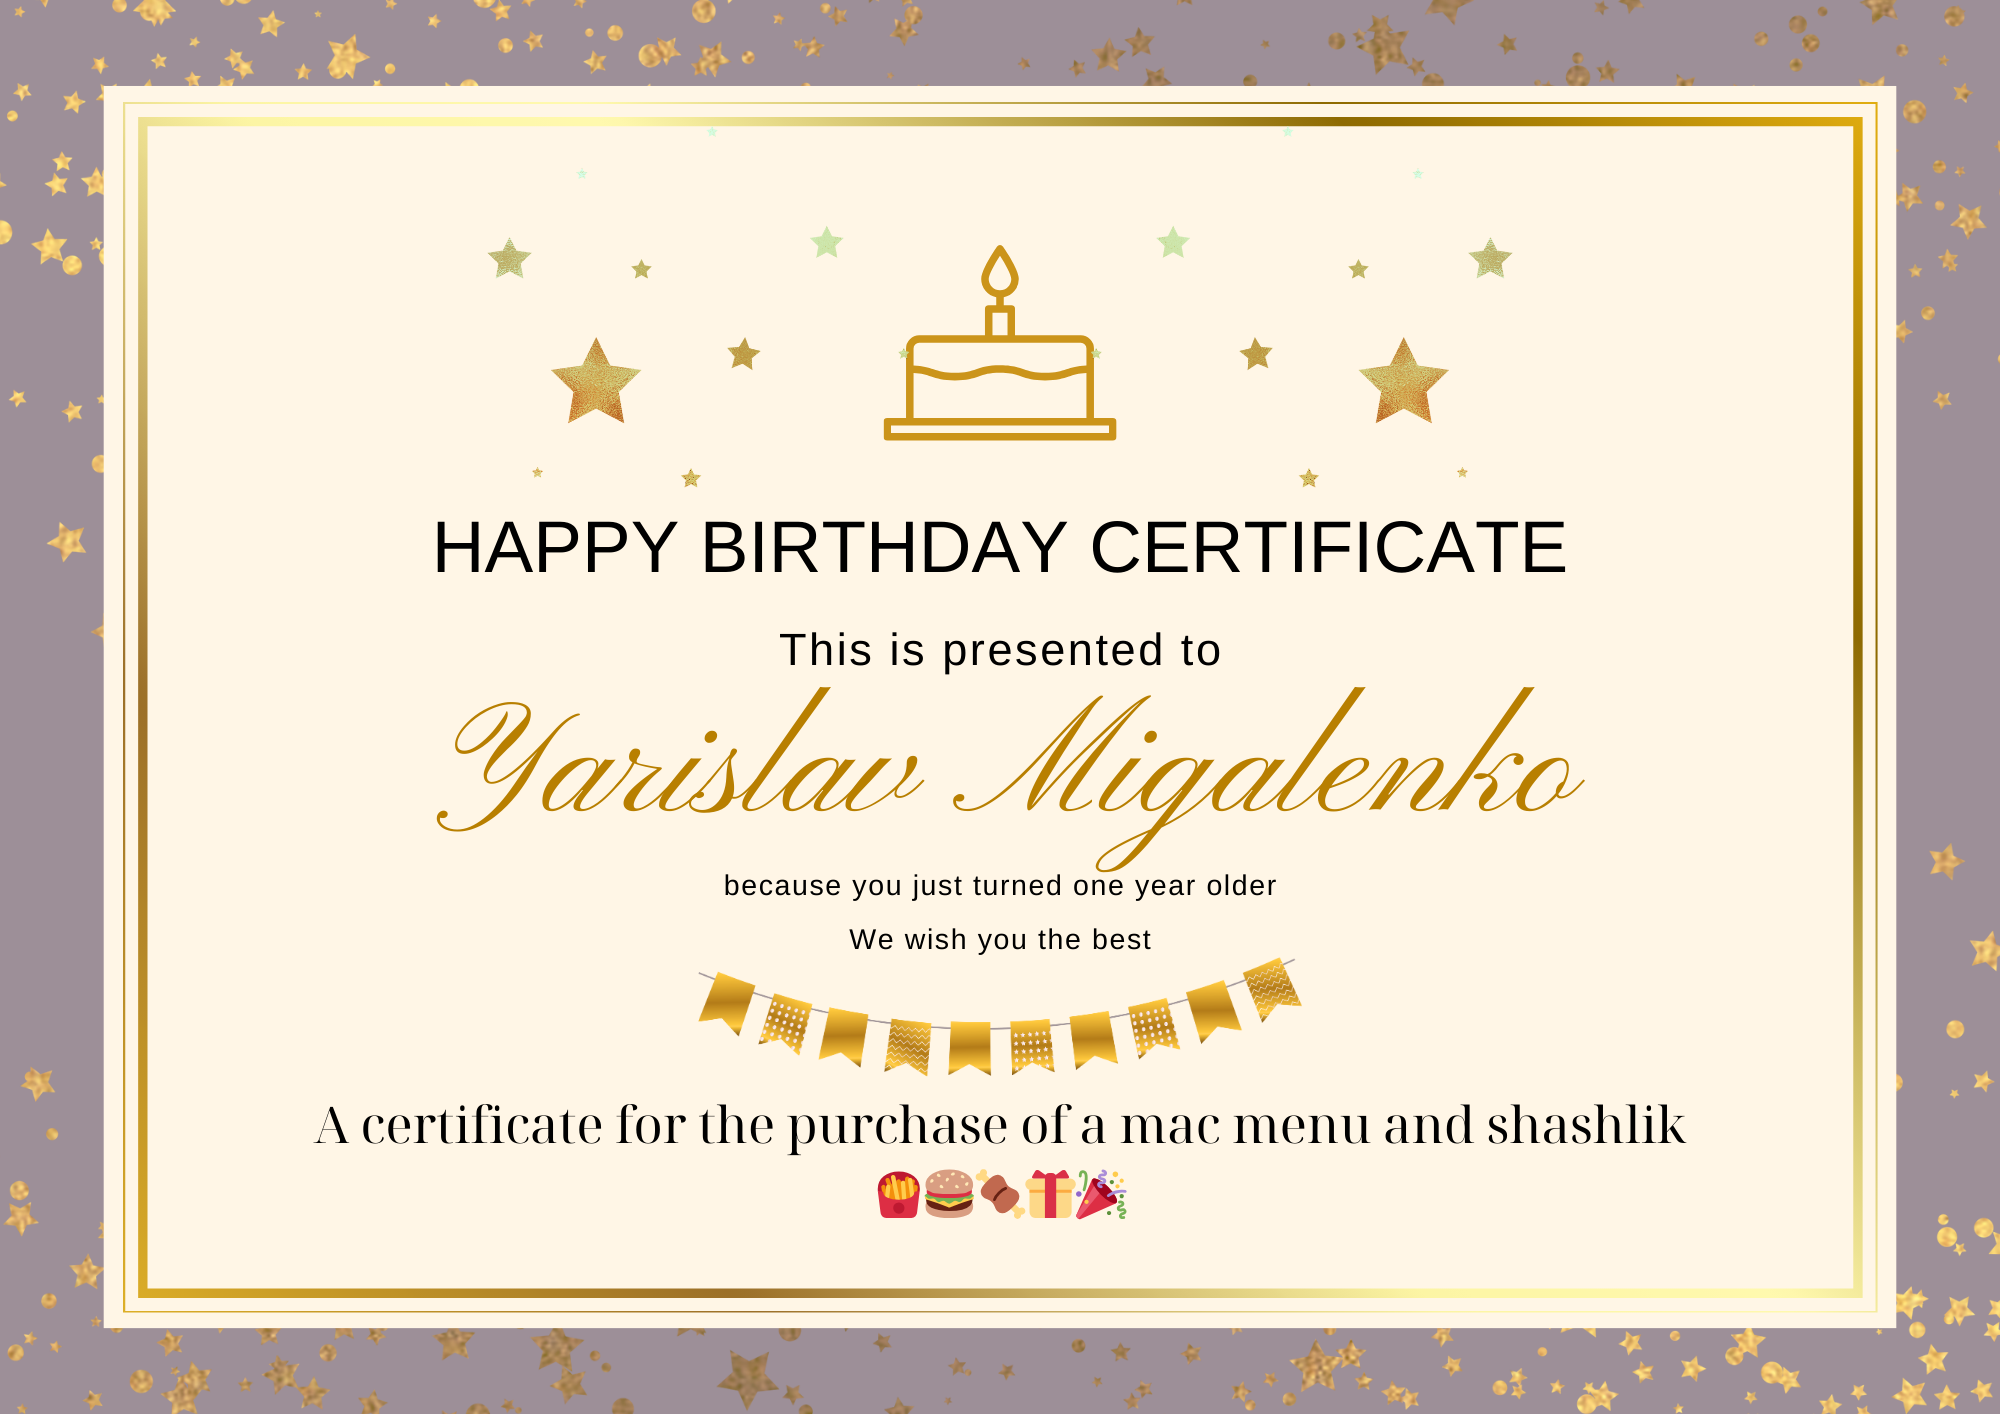 HAPPY BIRTHDAY CERTIFICATE
This is presented to
Yarislav Migalenko
because you just turned one year older
We wish you the best
A certificate for the purchase of a mac menu and shashlik
🍟🍔🍖🎁🎉